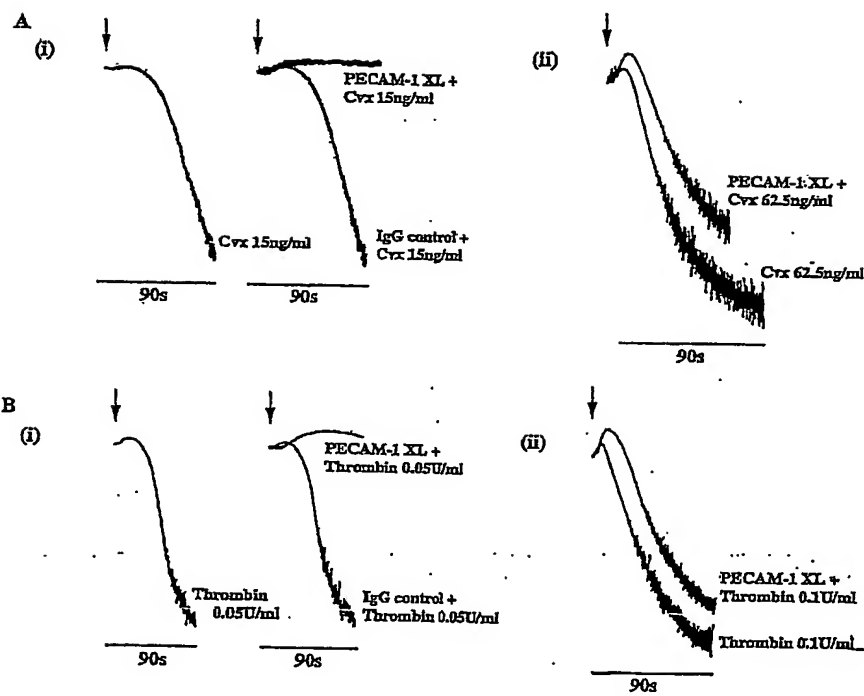 A
(i)
(ii)
PECAM-1 XL +
Cvx 15ng/ml
Cvx 15ng/ml
IgG control +
Cvx 15ng/ml
90s
90s
PECAM-1 XL +
Cvx 62.5ng/ml
Cvx 62.5ng/ml
90s
B
(i)
(ii)
PECAM-1 XL +
Thrombin 0.05U/ml
Thrombin
0.05U/ml
IgG control +
Thrombin 0.05U/ml
90s
90s
PECAM-1 XL +
Thrombin 0.1U/ml
Thrombin 0.1U/ml
90s